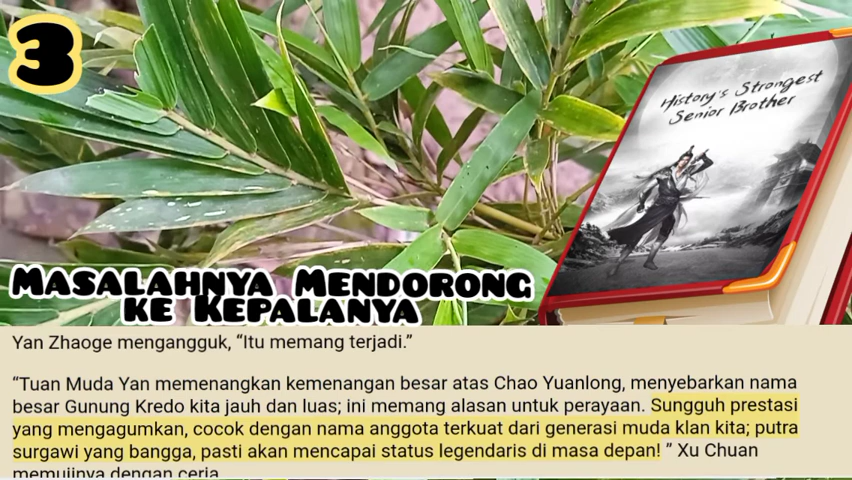 3
History's Strongest
Senior Brother
MASALAHNYA MENDORONG
KE KEPALANYA
Yan Zhaoge mengangguk, “Itu memang terjadi.”
“Tuan Muda Yan memenangkan kemenangan besar atas Chao Yuanlong, menyebarkan nama
besar Gunung Kredo kita jauh dan luas; ini memang alasan untuk perayaan. Sungguh prestasi
yang mengagumkan, cocok dengan nama anggota terkuat dari generasi muda klan kita; putra
surgawi yang bangga, pasti akan mencapai status legendaris di masa depan! ” Xu Chuan
memujinya dengan ceria